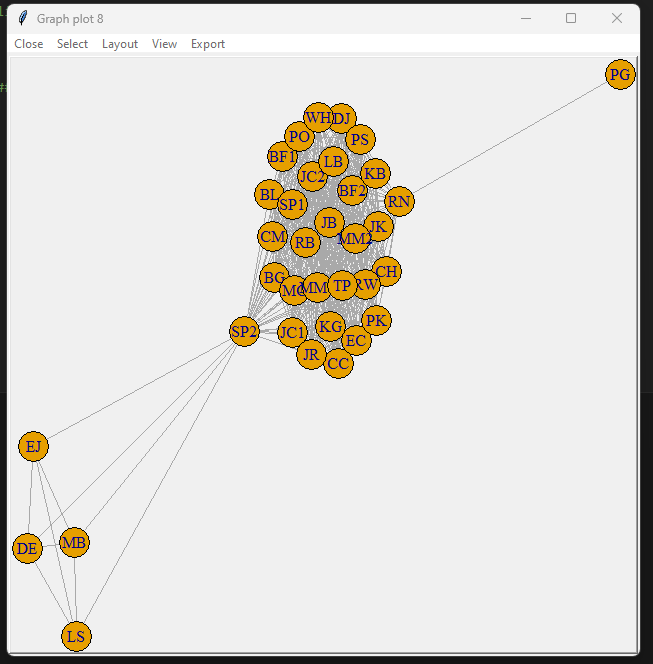 Graph plot 8
Close Select Layout View Export
PG
WH DJ
PO PS
BF1 LB
JC2 KB
BL BF2 RN
SP1
JB JK
CM RB MM2
BG CH
MM TP RW
SP2 JC1 KG PK
EC
JR CC
EJ
DE MB
LS